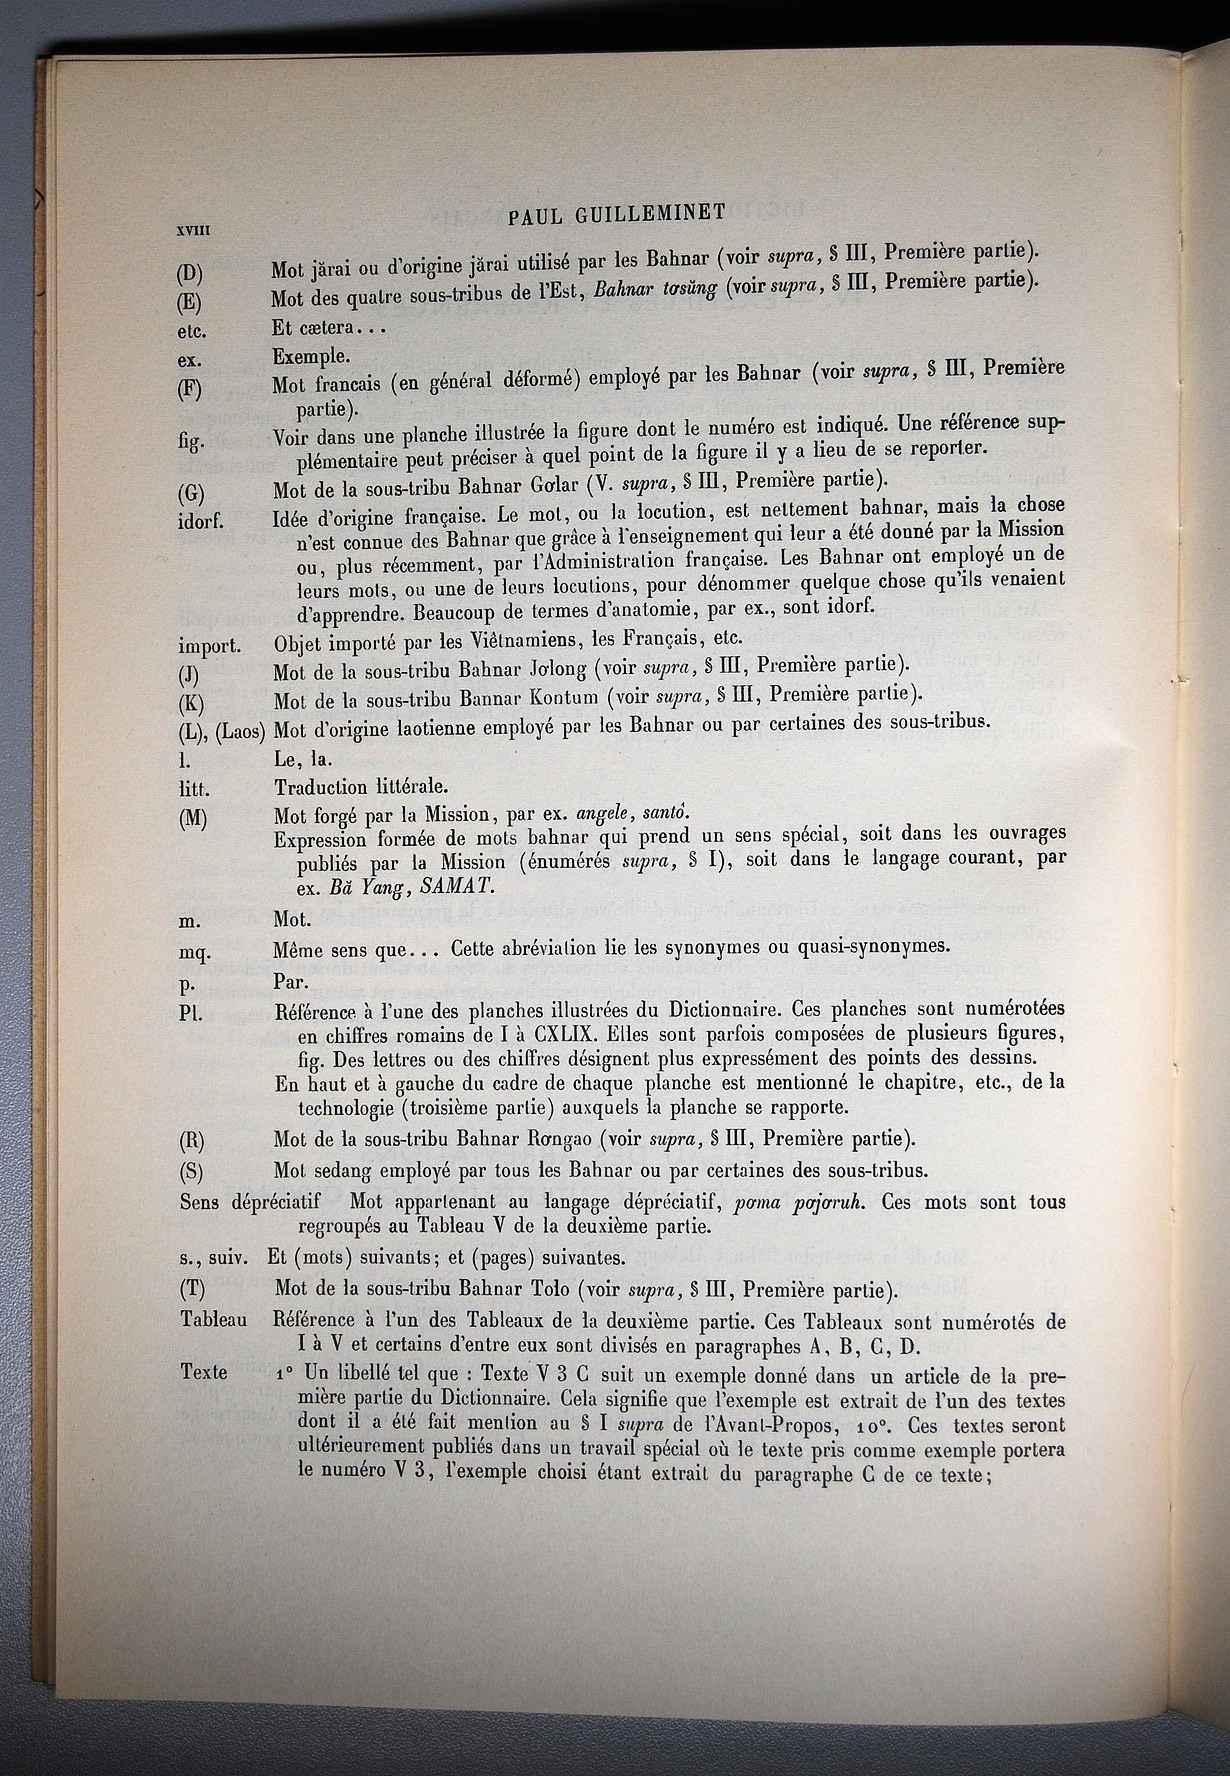 PAUL GUILLEMINET
XVIII
(D) Mot jărai ou d'origine jărai utilisé par les Bahnar (voir supra, § III, Première partie).
(E) Mot des quatre sous-tribus de l'Est, Bahnar tơsŭng (voir supra, § III, Première partie).
etc. Et cætera...
ex. Exemple.
(F) Mot francais (en général déformé) employé par les Bahnar (voir supra, § III, Première
partie).
fig. Voir dans une planche illustrée la figure dont le numéro est indiqué. Une référence sup-
plémentaire peut préciser à quel point de la figure il y a lieu de se reporter.
(G) Mot de la sous-tribu Bahnar Gơlar (V. supra, § III, Première partie).
idorf. Idée d'origine française. Le mot, ou la locution, est nettement bahnar, mais la chose
n'est connue des Bahnar que grâce à l'enseignement qui leur a été donné par la Mission
ou, plus récemment, par l'Administration française. Les Bahnar ont employé un de
leurs mots, ou une de leurs locutions, pour dénommer quelque chose qu'ils venaient
d'apprendre. Beaucoup de termes d'anatomie, par ex., sont idorf.
import. Objet importé par les Viêtnamiens, les Français, etc.
(J) Mot de la sous-tribu Bahnar Jơlong (voir supra, § III, Première partie).
(K) Mot de la sous-tribu Bannar Kontum (voir supra, § III, Première partie).
(L), (Laos) Mot d'origine laotienne employé par les Bahnar ou par certaines des sous-tribus.
l. Le, la.
litt. Traduction littérale.
(M) Mot forgé par la Mission, par ex. angele, santô.
Expression formée de mots bahnar qui prend un sens spécial, soit dans les ouvrages
publiés par la Mission (énumérés supra, § I), soit dans le langage courant, par
ex. Bă Yang, SAMAT.
m. Mot.
mq. Même sens que... Cette abréviation lie les synonymes ou quasi-synonymes.
p. Par.
Pl. Référence à l'une des planches illustrées du Dictionnaire. Ces planches sont numérotées
en chiffres romains de I à CXLIX. Elles sont parfois composées de plusieurs figures,
fig. Des lettres ou des chiffres désignent plus expressément des points des dessins.
En haut et à gauche du cadre de chaque planche est mentionné le chapitre, etc., de la
technologie (troisième partie) auxquels la planche se rapporte.
(R) Mot de la sous-tribu Bahnar Rơngao (voir supra, § III, Première partie).
(S) Mot sedang employé par tous les Bahnar ou par certaines des sous-tribus.
Sens dépréciatif Mot appartenant au langage dépréciatif, pơma pơjơruh. Ces mots sont tous
regroupés au Tableau V de la deuxième partie.
s., suiv. Et (mots) suivants; et (pages) suivantes.
(T) Mot de la sous-tribu Bahnar Tolo (voir supra, § III, Première partie).
Tableau Référence à l'un des Tableaux de la deuxième partie. Ces Tableaux sont numérotés de
I à V et certains d'entre eux sont divisés en paragraphes A, B, C, D.
Texte 1° Un libellé tel que : Texte V 3 C suit un exemple donné dans un article de la pre-
mière partie du Dictionnaire. Cela signifie que l'exemple est extrait de l'un des textes
dont il a été fait mention au § I supra de l'Avant-Propos, 10°. Ces textes seront
ultérieurement publiés dans un travail spécial où le texte pris comme exemple portera
le numéro V 3, l'exemple choisi étant extrait du paragraphe C de ce texte;